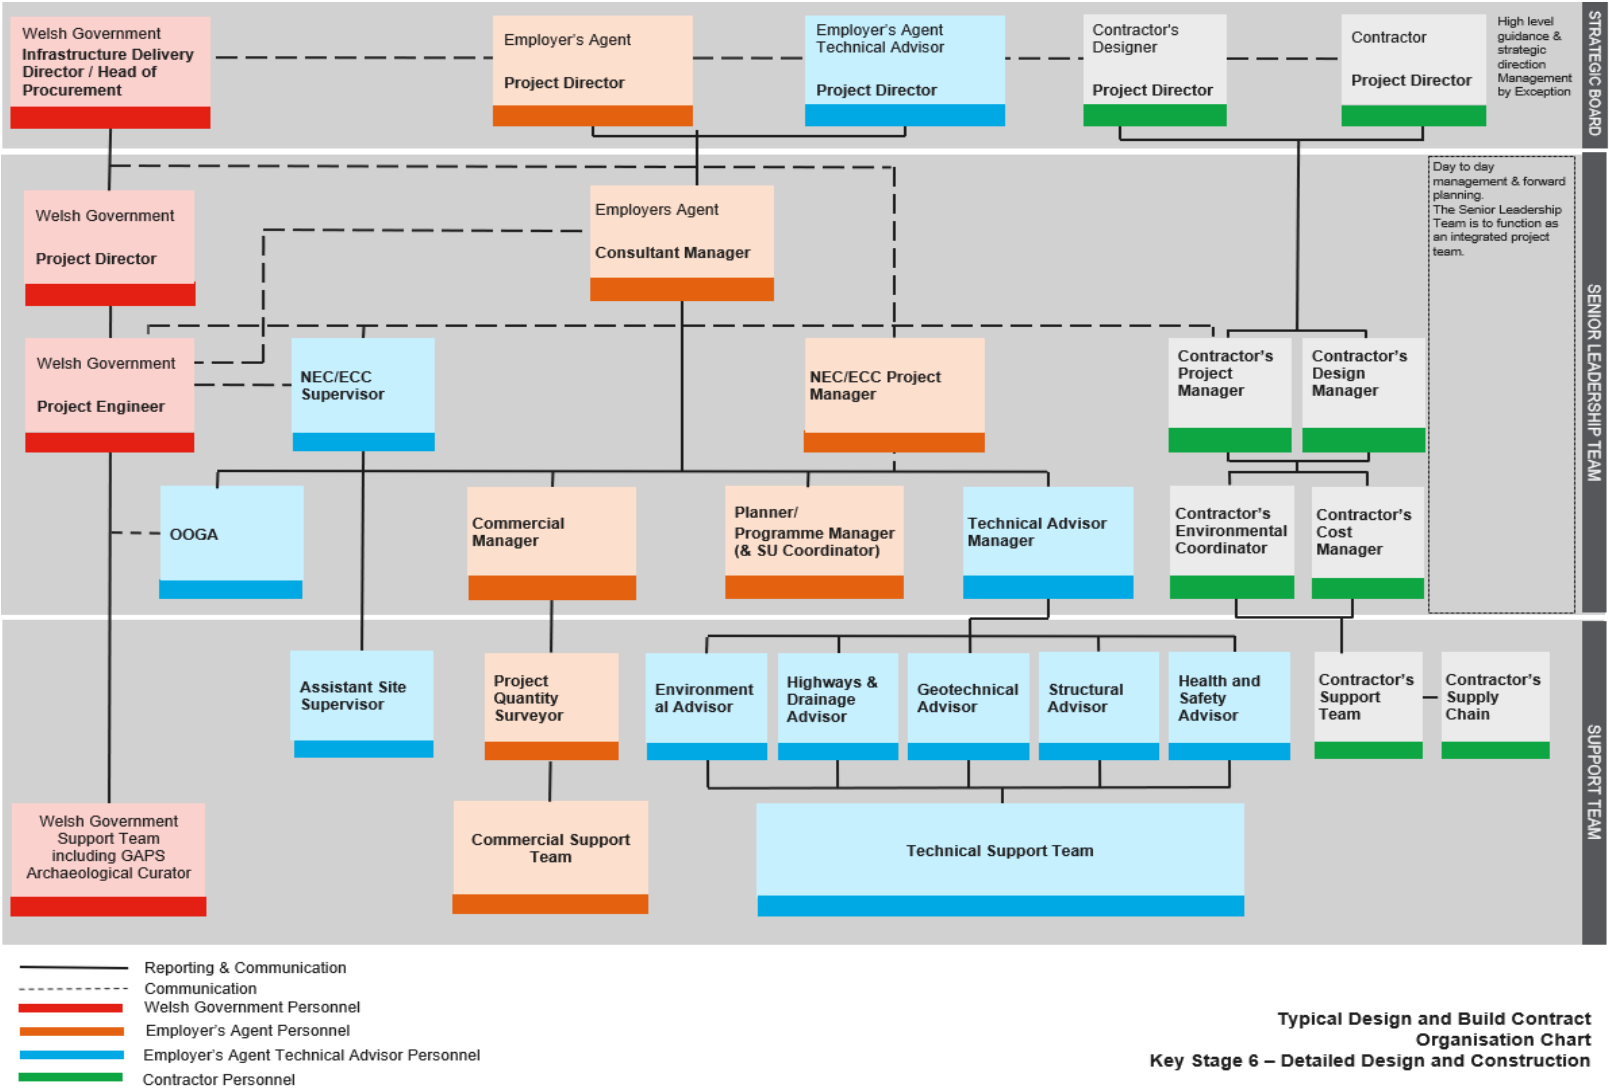 Welsh Government
Infrastructure Delivery
Director / Head of
Procurement
Employer's Agent
Project Director
Employer's Agent
Technical Advisor
Project Director
Contractor's
Designer
Project Director
Contractor
Project Director
High level
guidance &
strategic
direction
Management
by Exception
STRATEGIC BOARD
Welsh Government
Project Director
Employers Agent
Consultant Manager
Day to day
management & forward
planning.
The Senior Leadership
Team is to function as
an integrated project
team.
SENIOR LEADERSHIP TEAM
Welsh Government
Project Engineer
NEC/ECC
Supervisor
NEC/ECC Project
Manager
Contractor's
Project
Manager
Contractor's
Design
Manager
OOGA
Commercial
Manager
Planner/
Programme Manager
(& SU Coordinator)
Technical Advisor
Manager
Contractor's
Environmental
Coordinator
Contractor's
Cost
Manager
Assistant Site
Supervisor
Project
Quantity
Surveyor
Environment
al Advisor
Highways &
Drainage
Advisor
Geotechnical
Advisor
Structural
Advisor
Health and
Safety
Advisor
Contractor's
Support
Team
Contractor's
Supply
Chain
SUPPORT TEAM
Welsh Government
Support Team
including GAPS
Archaeological Curator
Commercial Support
Team
Technical Support Team
Reporting & Communication
Communication
Welsh Government Personnel
Employer's Agent Personnel
Employer's Agent Technical Advisor Personnel
Contractor Personnel
Typical Design and Build Contract
Organisation Chart
Key Stage 6 – Detailed Design and Construction